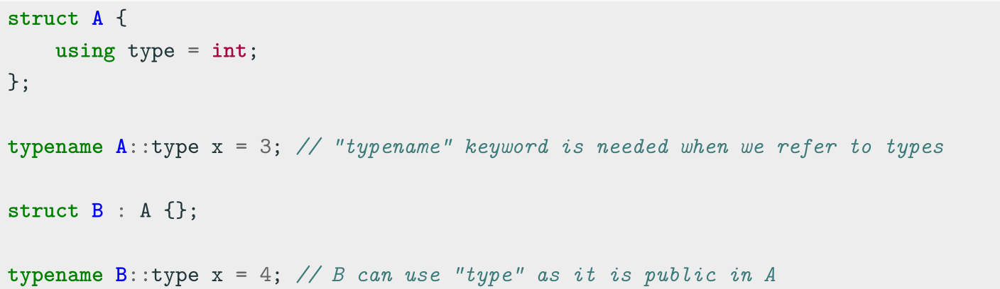 struct A {
    using type = int;
};
typename A::type x = 3; // "typename" keyword is needed when we refer to types
struct B : A {};
typename B::type x = 4; // B can use "type" as it is public in A